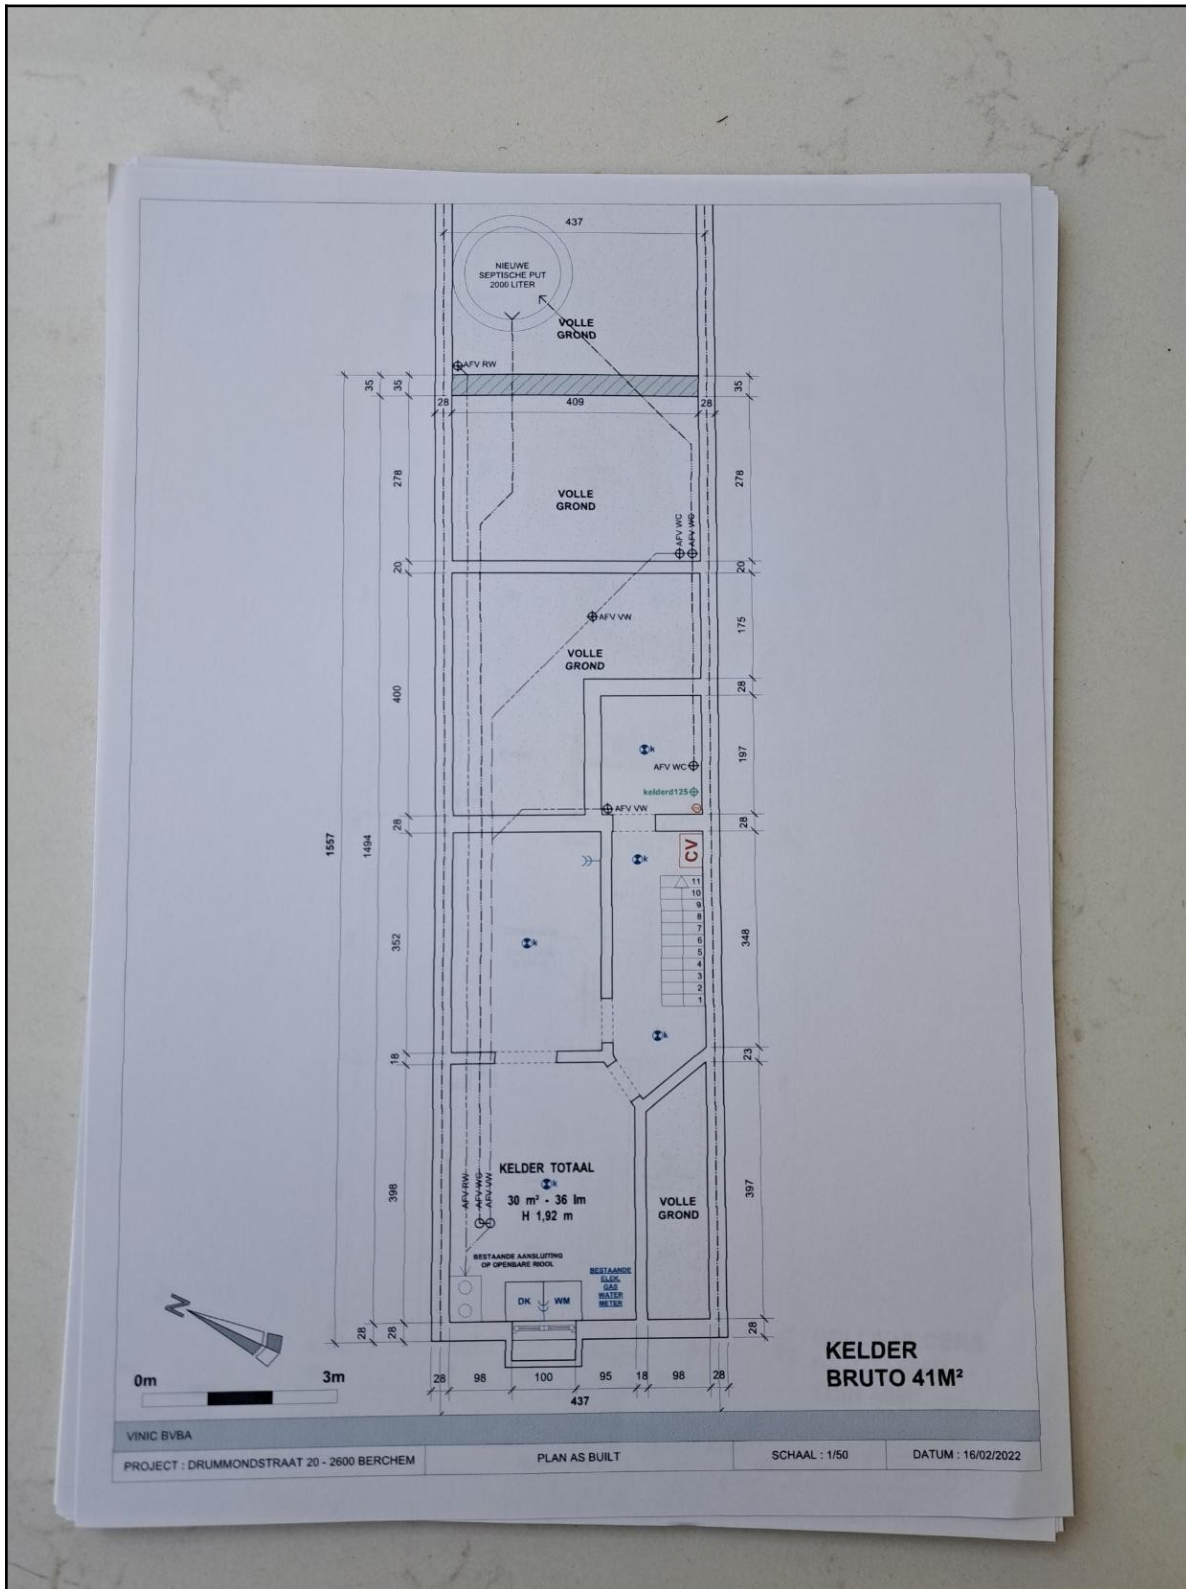 437
NIEUWE
SEPTISCHE PUT
2000 LITER
VOLLE
GROND
AFV RW
35
35
35
28
409
28
278
278
VOLLE
GROND
AFV WC
AFV WC
20
20
AFV VW
175
VOLLE
GROND
28
400
197
AFV WC
kelderd125
AFV VW
28
28
CV
1557
1494
11
10
9
8
7
6
5
4
3
2
1
352
348
18
23
KELDER TOTAAL
30 m² - 36 lm
H 1,92 m
AFV RW
AFV WC
AFV VW
398
397
VOLLE
GROND
BESTAANDE AANSLUITING
OP OPENBARE RIOOL
BESTAANDE
ELEK.
GAS
WATER
METER
DK
WM
N
28
28
28
0m
3m
28
98
100
95
18
98
28
437
KELDER
BRUTO 41M²
VINIC BVBA
PROJECT : DRUMMONDSTRAAT 20 - 2600 BERCHEM
PLAN AS BUILT
SCHAAL : 1/50
DATUM : 16/02/2022